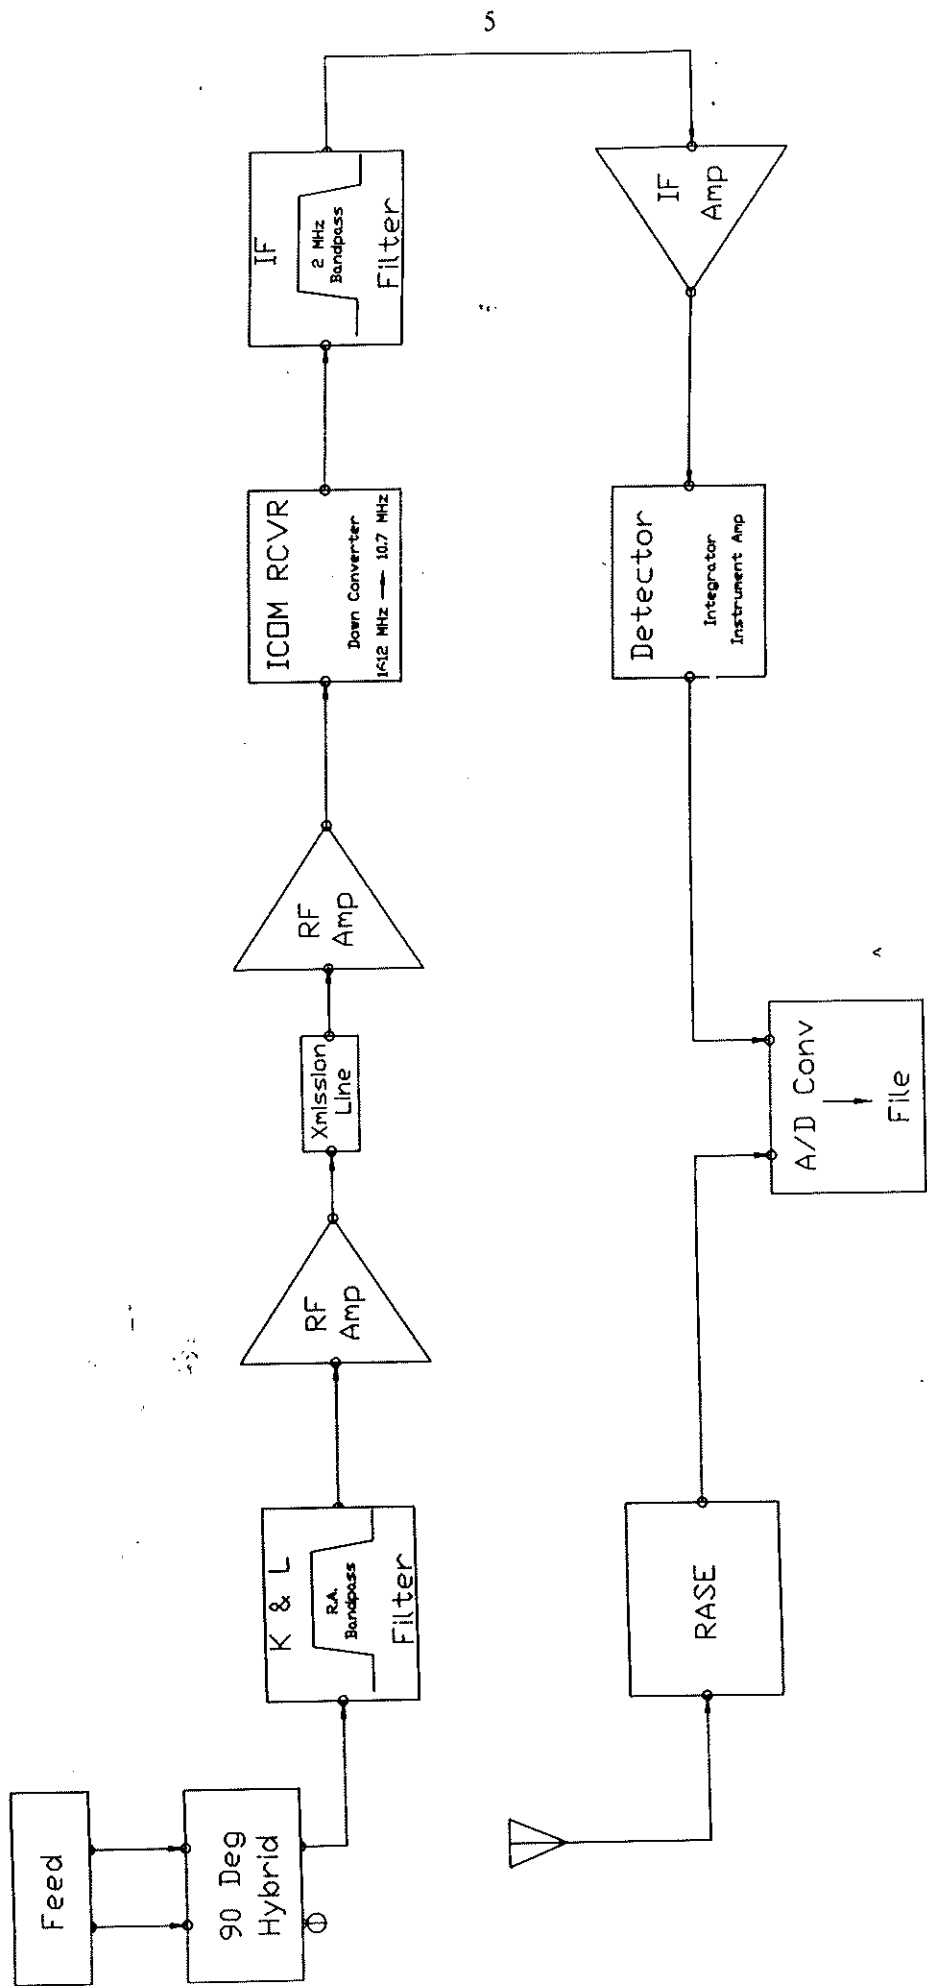 5
Feed
90 Deg
Hybrid
K & L
R.A.
Bandpass
Filter
RF
Amp
Xmission
Line
RF
Amp
ICOM RCVR
Down Converter
1612 MHz → 10.7 MHz
IF
2 MHz
Bandpass
Filter
IF
Amp
Detector
Integrator
Instrument Amp
RASE
A/D Conv
File